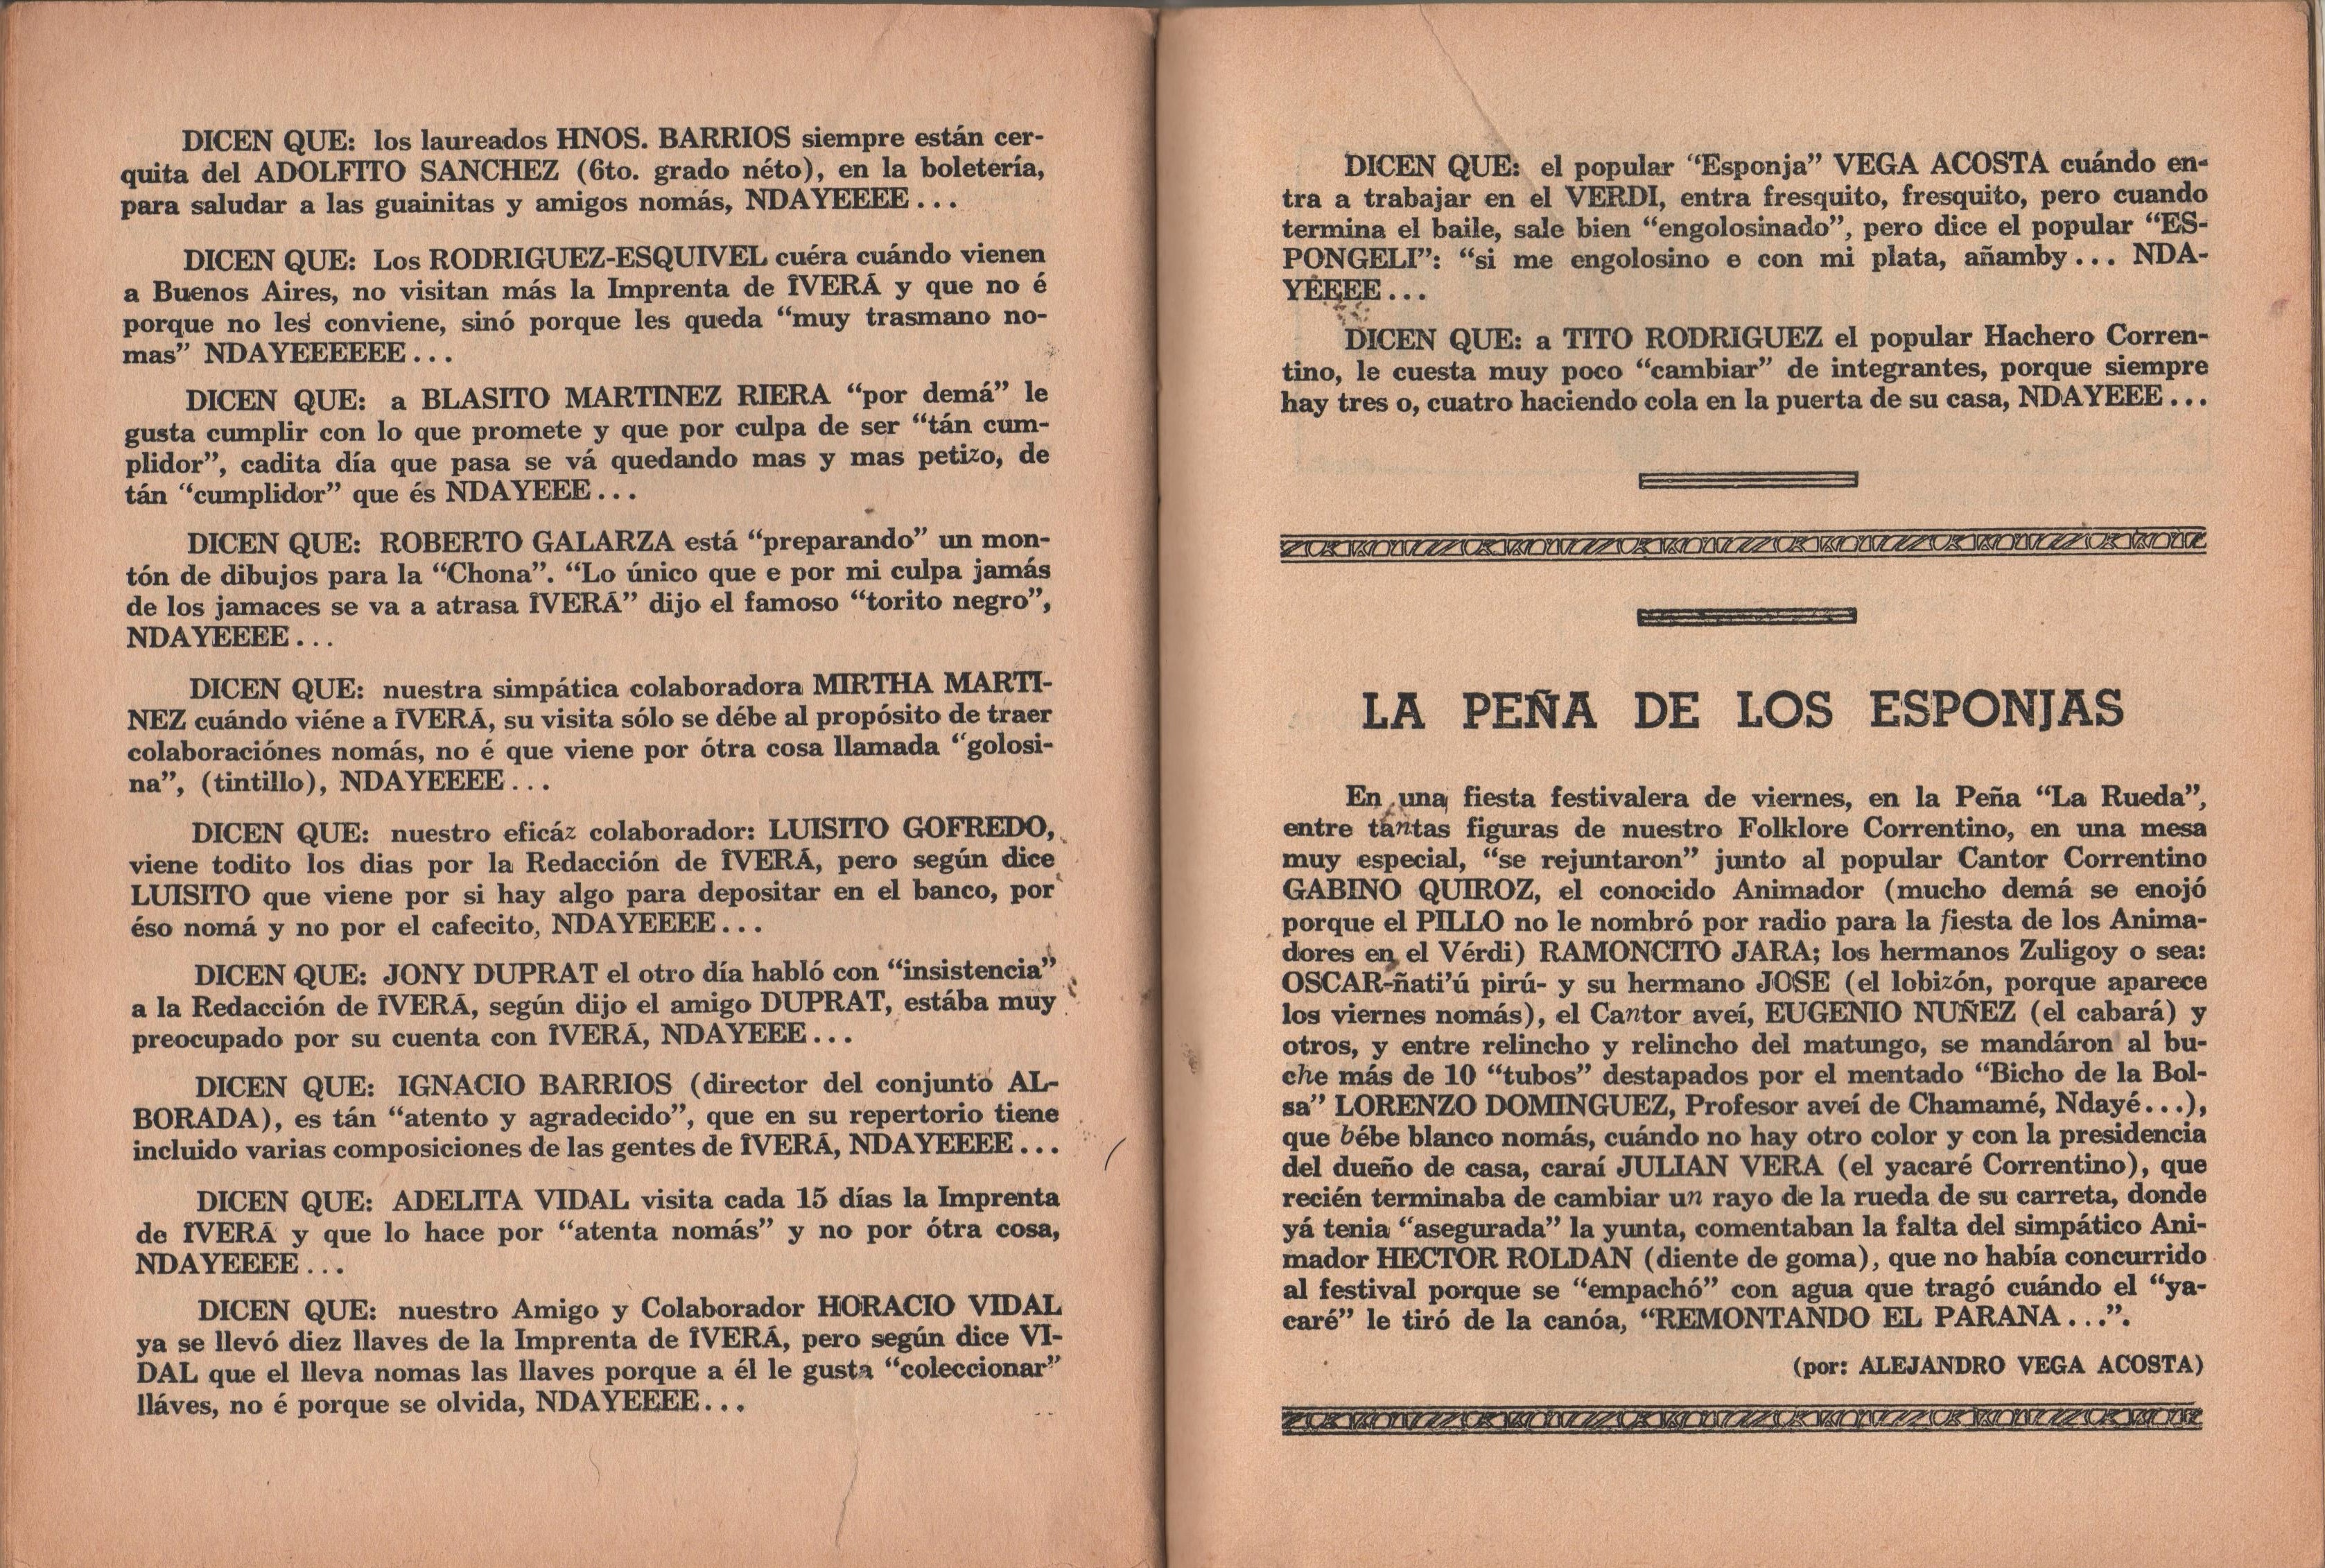 DICEN QUE: los laureados HNOS. BARRIOS siempre están cer-
quita del ADOLFITO SANCHEZ (6to. grado néto), en la boletería,
para saludar a las guainitas y amigos nomás, NDAYEEEE...
DICEN QUE: Los RODRIGUEZ-ESQUIVEL cuéra cuándo vienen
a Buenos Aires, no visitan más la Imprenta de ÎVERÁ y que no é
porque no les conviene, sinó porque les queda “muy trasmano no-
mas” NDAYEEEEEE...
DICEN QUE: a BLASITO MARTINEZ RIERA “por demá” le
gusta cumplir con lo que promete y que por culpa de ser “tán cum-
plidor”, cadita día que pasa se vá quedando mas y mas petizo, de
tán “cumplidor” que és NDAYEEE...
DICEN QUE: ROBERTO GALARZA está “preparando” un mon-
tón de dibujos para la “Chona”. “Lo único que e por mi culpa jamás
de los jamaces se va a atrasa ÎVERÁ” dijo el famoso “torito negro”,
NDAYEEEE...
DICEN QUE: nuestra simpática colaboradora MIRTHA MARTI-
NEZ cuándo viéne a ÎVERÁ, su visita sólo se débe al propósito de traer
colaboraciónes nomás, no é que viene por ótra cosa llamada “golosi-
na”, (tintillo), NDAYEEEE...
DICEN QUE: nuestro eficáz colaborador: LUISITO GOFREDO,
viene todito los dias por la Redacción de ÎVERÁ, pero según dice
LUISITO que viene por si hay algo para depositar en el banco, por
éso nomá y no por el cafecito, NDAYEEEE...
DICEN QUE: JONY DUPRAT el otro día habló con “insistencia”
a la Redacción de ÎVERÁ, según dijo el amigo DUPRAT, estába muy
preocupado por su cuenta con ÎVERÁ, NDAYEEE...
DICEN QUE: IGNACIO BARRIOS (director del conjunto AL-
BORADA), es tán “atento y agradecido”, que en su repertorio tiene
incluido varias composiciones de las gentes de ÎVERÁ, NDAYEEEE...
DICEN QUE: ADELITA VIDAL visita cada 15 días la Imprenta
de ÎVERÁ y que lo hace por “atenta nomás” y no por ótra cosa,
NDAYEEEE...
DICEN QUE: nuestro Amigo y Colaborador HORACIO VIDAL
ya se llevó diez llaves de la Imprenta de ÎVERÁ, pero según dice VI-
DAL que el lleva nomas las llaves porque a él le gusta “coleccionar”
lláves, no é porque se olvida, NDAYEEEE...
DICEN QUE: el popular “Esponja” VEGA ACOSTA cuándo en-
tra a trabajar en el VERDI, entra fresquito, fresquito, pero cuando
termina el baile, sale bien “engolosinado”, pero dice el popular “ES-
PONGELI”: “si me engolosino e con mi plata, añamby... NDA-
YEEEE...
DICEN QUE: a TITO RODRIGUEZ el popular Hachero Corren-
tino, le cuesta muy poco “cambiar” de integrantes, porque siempre
hay tres o, cuatro haciendo cola en la puerta de su casa, NDAYEEE...
LA PEÑA DE LOS ESPONJAS
En una fiesta festivalera de viernes, en la Peña “La Rueda”,
entre tantas figuras de nuestro Folklore Correntino, en una mesa
muy especial, “se rejuntaron” junto al popular Cantor Correntino
GABINO QUIROZ, el conocido Animador (mucho demá se enojó
porque el PILLO no le nombró por radio para la fiesta de los Anima-
dores en el Vérdi) RAMONCITO JARA; los hermanos Zuligoy o sea:
OSCAR-ñati’ú pirú- y su hermano JOSE (el lobizón, porque aparece
los viernes nomás), el Cantor aveí, EUGENIO NUÑEZ (el cabará) y
otros, y entre relincho y relincho del matungo, se mandáron al bu-
che más de 10 “tubos” destapados por el mentado “Bicho de la Bol-
sa” LORENZO DOMINGUEZ, Profesor aveí de Chamamé, Ndayé...),
que bébe blanco nomás, cuándo no hay otro color y con la presidencia
del dueño de casa, caraí JULIAN VERA (el yacaré Correntino), que
recién terminaba de cambiar un rayo de la rueda de su carreta, donde
yá tenia “asegurada” la yunta, comentaban la falta del simpático Ani-
mador HECTOR ROLDAN (diente de goma), que no había concurrido
al festival porque se “empachó” con agua que tragó cuándo el “ya-
caré” le tiró de la canóa, “REMONTANDO EL PARANA...”.
(por: ALEJANDRO VEGA ACOSTA)